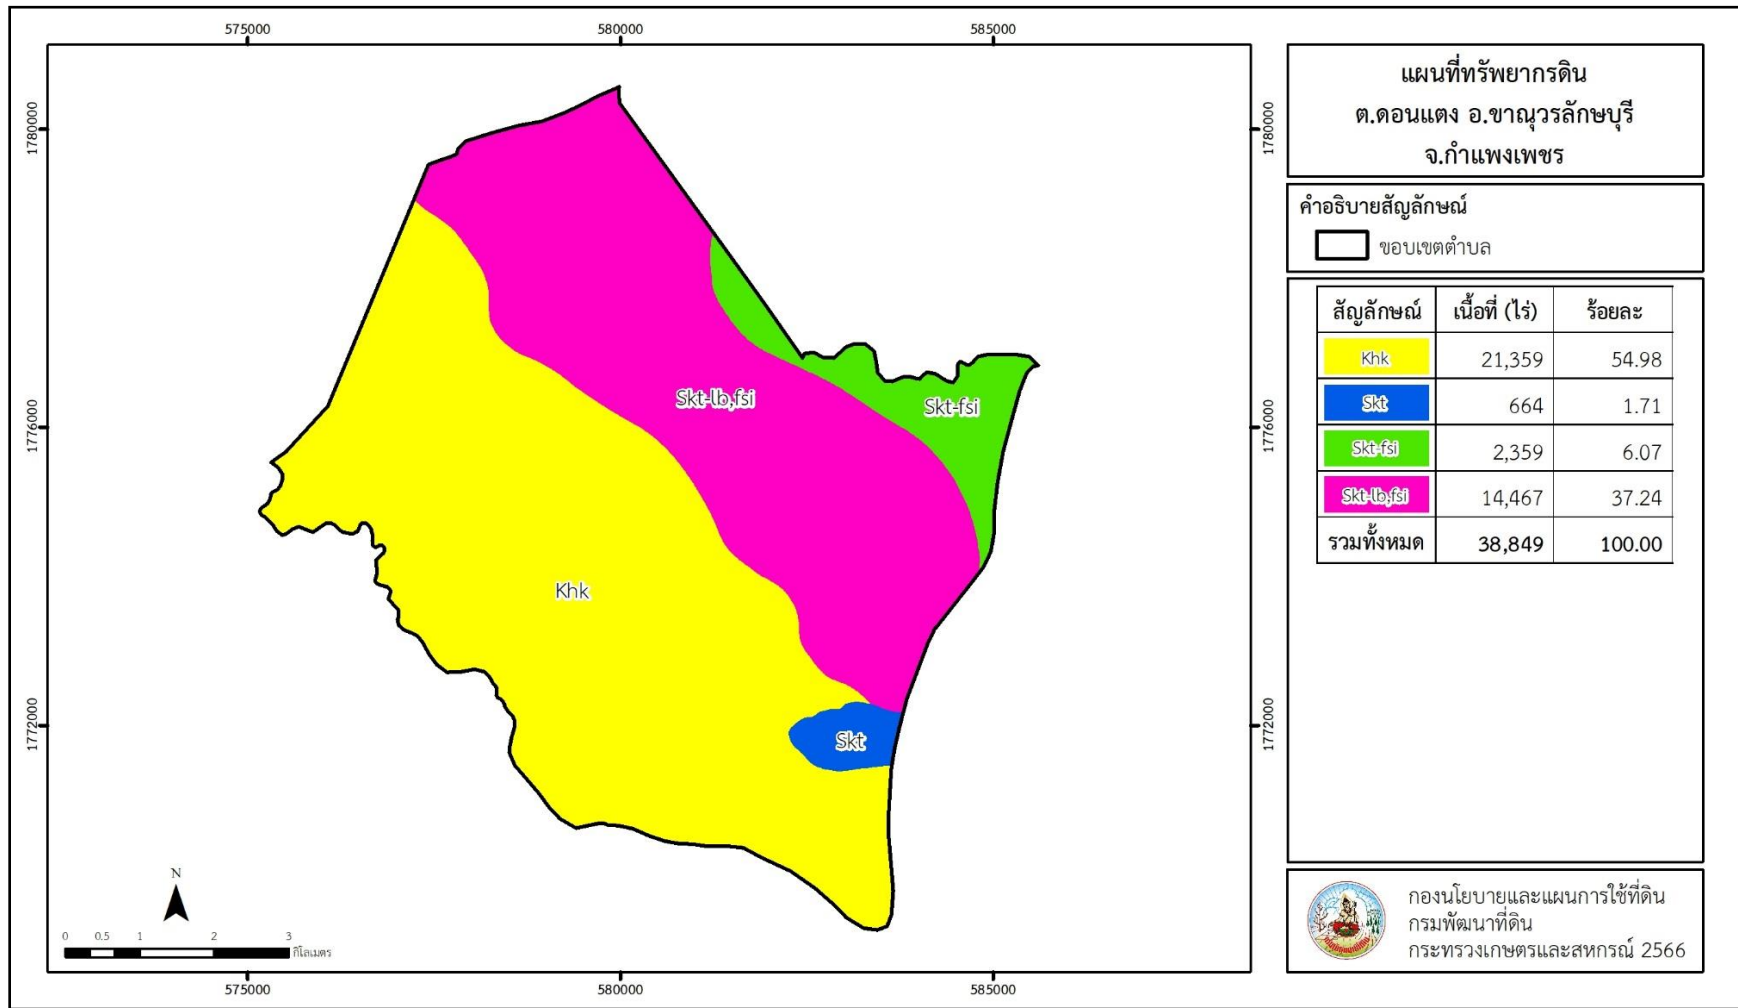 575000
580000
585000
1780000
1780000
1776000
1776000
1772000
1772000
Skt-lb,fsi
Skt-fsi
Khk
Skt
N
0 0.5 1 2 3
กิโลเมตร
575000
580000
585000
แผนที่ทรัพยากรดิน
ต.ดอนแตง อ.ขาณุวรลักษบุรี
จ.กำแพงเพชร
คำอธิบายสัญลักษณ์
ขอบเขตตำบล
สัญลักษณ์ เนื้อที่ (ไร่) ร้อยละ
Khk 21,359 54.98
Skt 664 1.71
Skt-fsi 2,359 6.07
Skt-lb,fsi 14,467 37.24
รวมทั้งหมด 38,849 100.00
กองนโยบายและแผนการใช้ที่ดิน
กรมพัฒนาที่ดิน
กระทรวงเกษตรและสหกรณ์ 2566